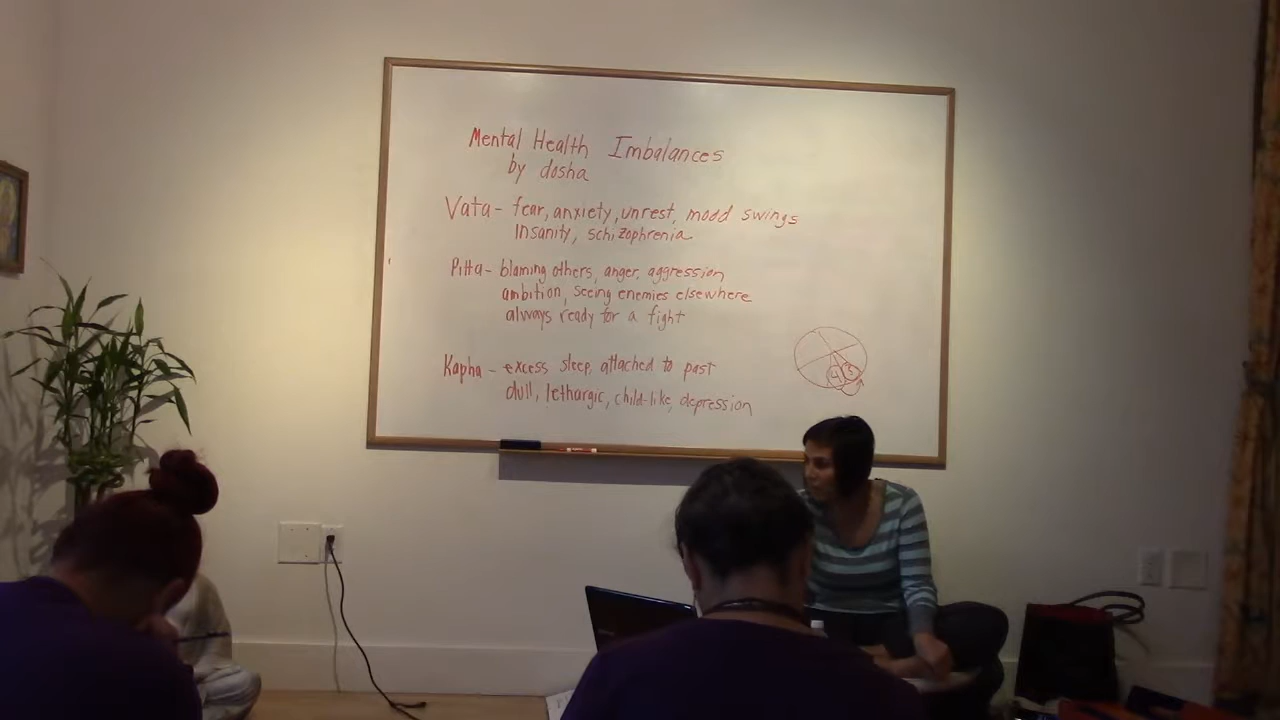 Mental Health Imbalances
by dosha
Vata - fear, anxiety, unrest, mood swings
Insanity, schizophrenia
Pitta - blaming others, anger, aggression
ambition, seeing enemies elsewhere
always ready for a fight
Kapha - excess sleep, attached to past
dull, lethargic, child-like, depression